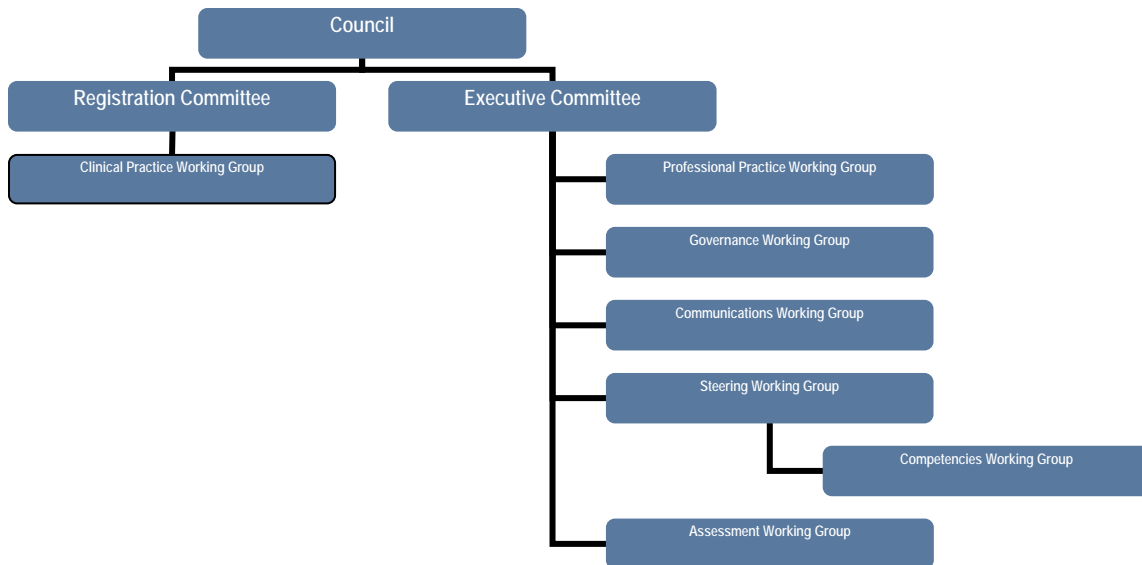 Council
Registration Committee
Executive Committee
Clinical Practice Working Group
Professional Practice Working Group
Governance Working Group
Communications Working Group
Steering Working Group
Competencies Working Group
Assessment Working Group